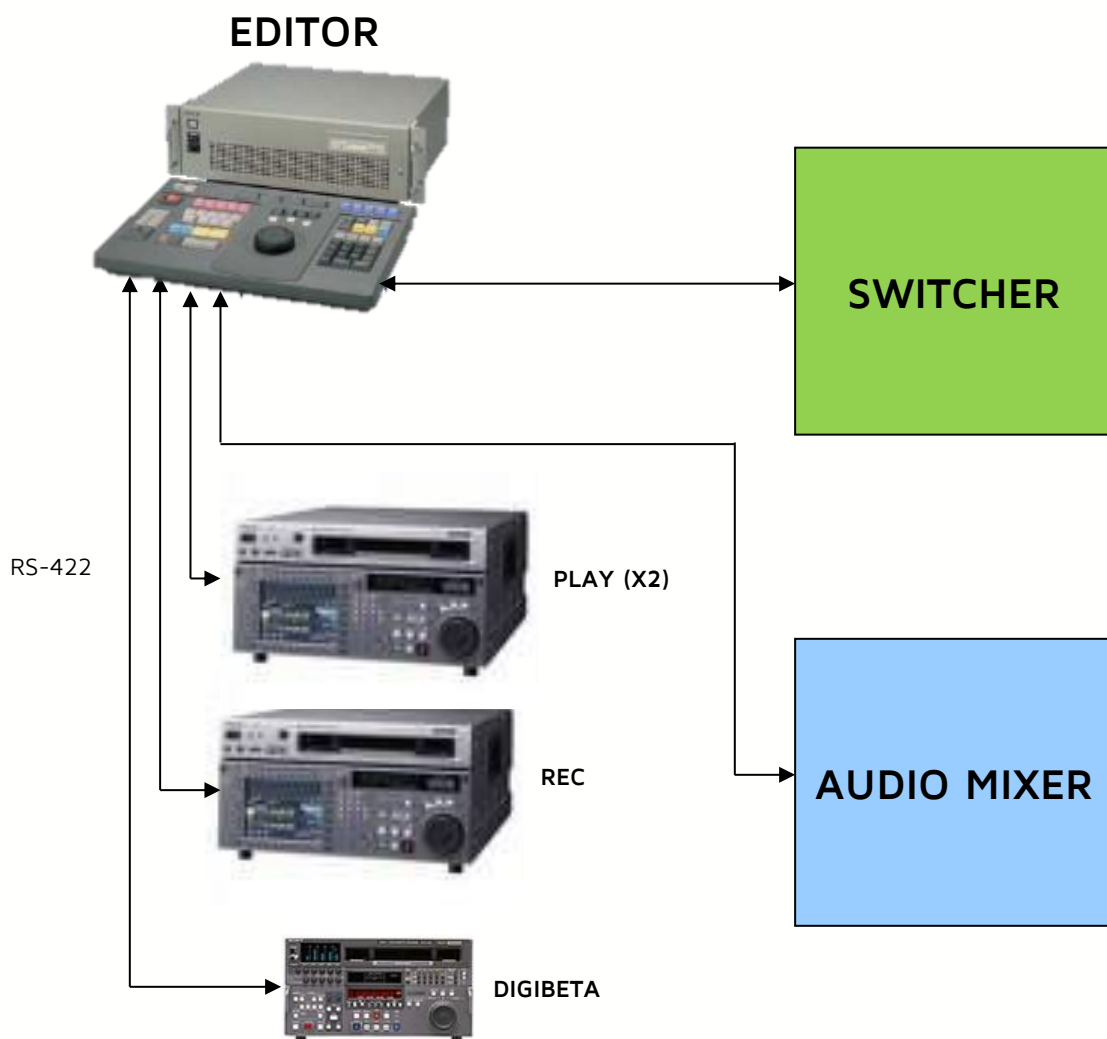 EDITOR
SWITCHER
RS-422
PLAY (X2)
REC
AUDIO MIXER
DIGIBETA